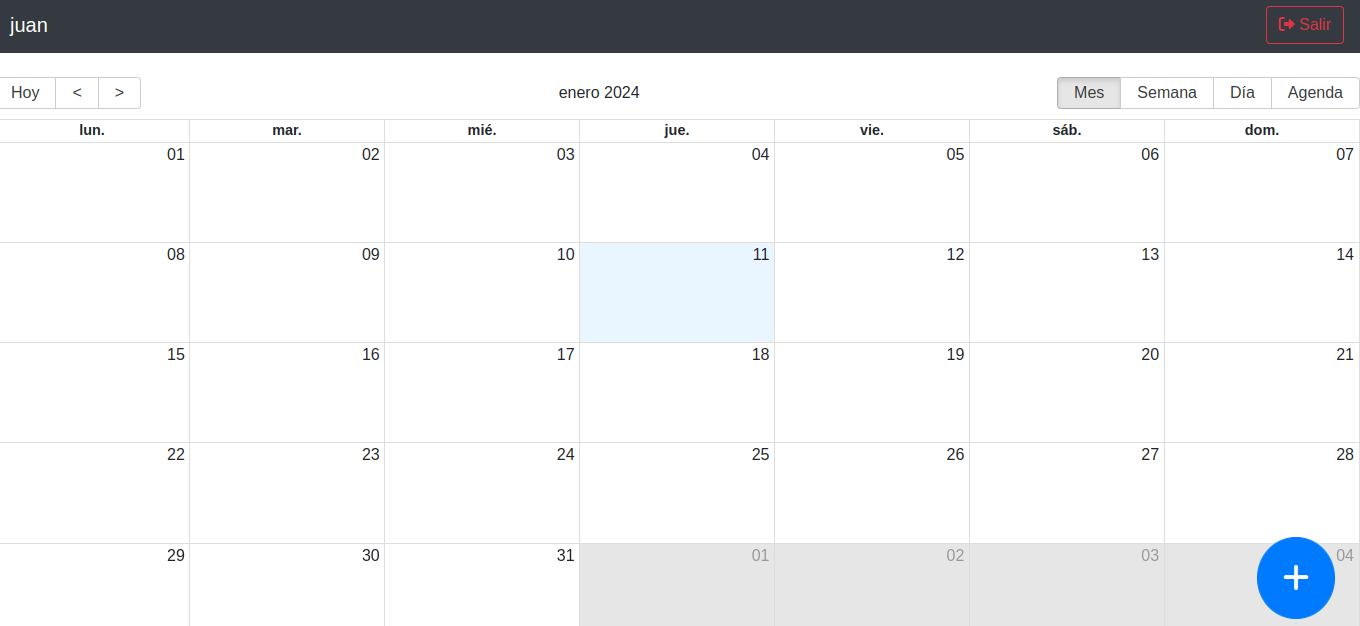 juan Salir
Hoy < > enero 2024 Mes Semana Día Agenda
lun. mar. mié. jue. vie. sáb. dom.
01 02 03 04 05 06 07
08 09 10 11 12 13 14
15 16 17 18 19 20 21
22 23 24 25 26 27 28
29 30 31 01 02 03 04
+